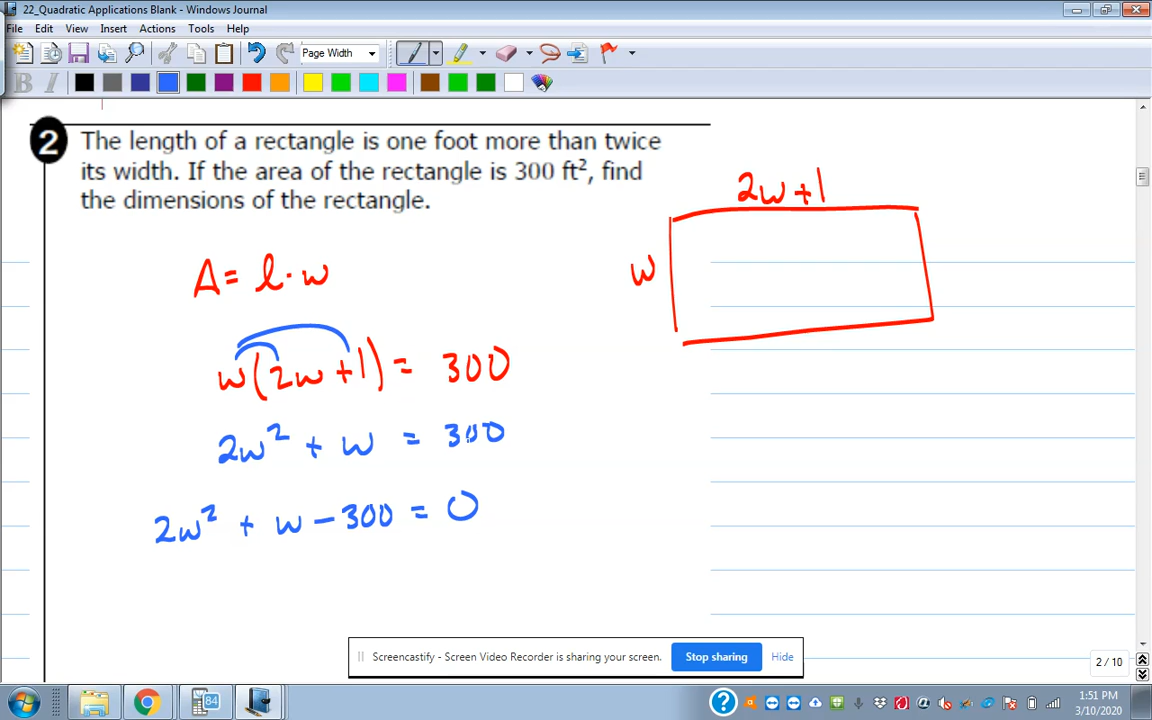 22_Quadratic Applications Blank - Windows Journal
File Edit View Insert Actions Tools Help
Page Width
B I
2 The length of a rectangle is one foot more than twice
its width. If the area of the rectangle is 300 ft², find
the dimensions of the rectangle.
2w+1
w
A = l·w
w(2w+1) = 300
2w² + w = 300
2w² + w - 300 = 0
Screencastify - Screen Video Recorder is sharing your screen. Stop sharing Hide
2 / 10
84
1:51 PM
3/10/2020